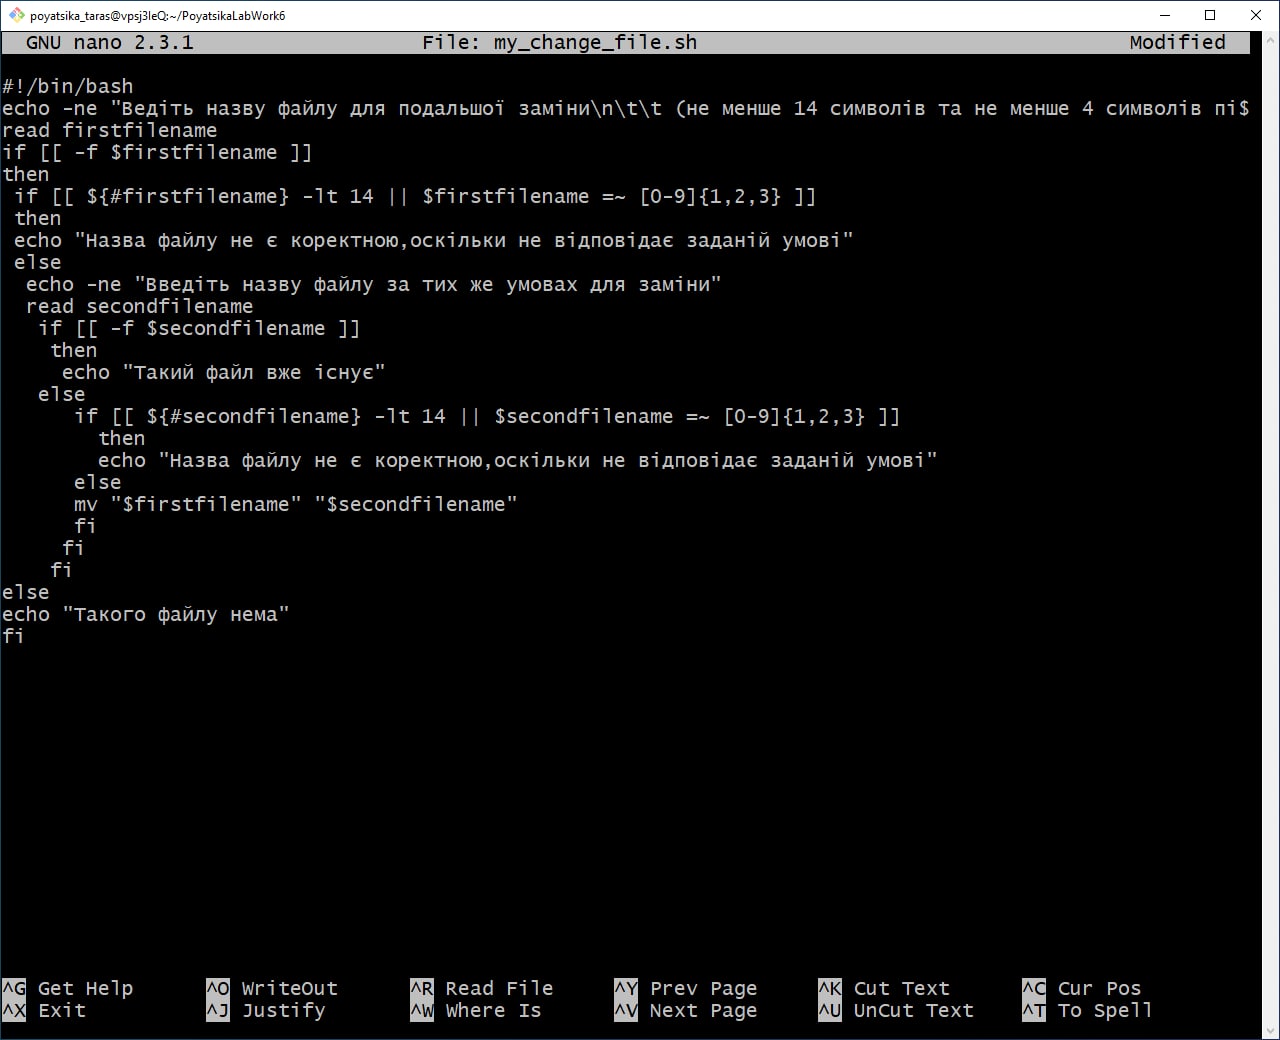 poyatsika_taras@vpsj3leQ:~/PoyatsikaLabWork6
GNU nano 2.3.1 File: my_change_file.sh Modified
#!/bin/bash
echo -ne "Ведіть назву файлу для подальшої заміни\n\t\t (не менше 14 символів та не менше 4 символів пі$
read firstfilename
if [[ -f $firstfilename ]]
then
if [[ ${#firstfilename} -lt 14 || $firstfilename =~ [0-9]{1,2,3} ]]
then
echo "Назва файлу не є коректною,оскільки не відповідає заданій умові"
else
echo -ne "Введіть назву файлу за тих же умовах для заміни"
read secondfilename
if [[ -f $secondfilename ]]
then
echo "Такий файл вже існує"
else
if [[ ${#secondfilename} -lt 14 || $secondfilename =~ [0-9]{1,2,3} ]]
then
echo "Назва файлу не є коректною,оскільки не відповідає заданій умові"
else
mv "$firstfilename" "$secondfilename"
fi
fi
fi
else
echo "Такого файлу нема"
fi
^G Get Help ^O WriteOut ^R Read File ^Y Prev Page ^K Cut Text ^C Cur Pos
^X Exit ^J Justify ^W Where Is ^V Next Page ^U UnCut Text ^T To Spell